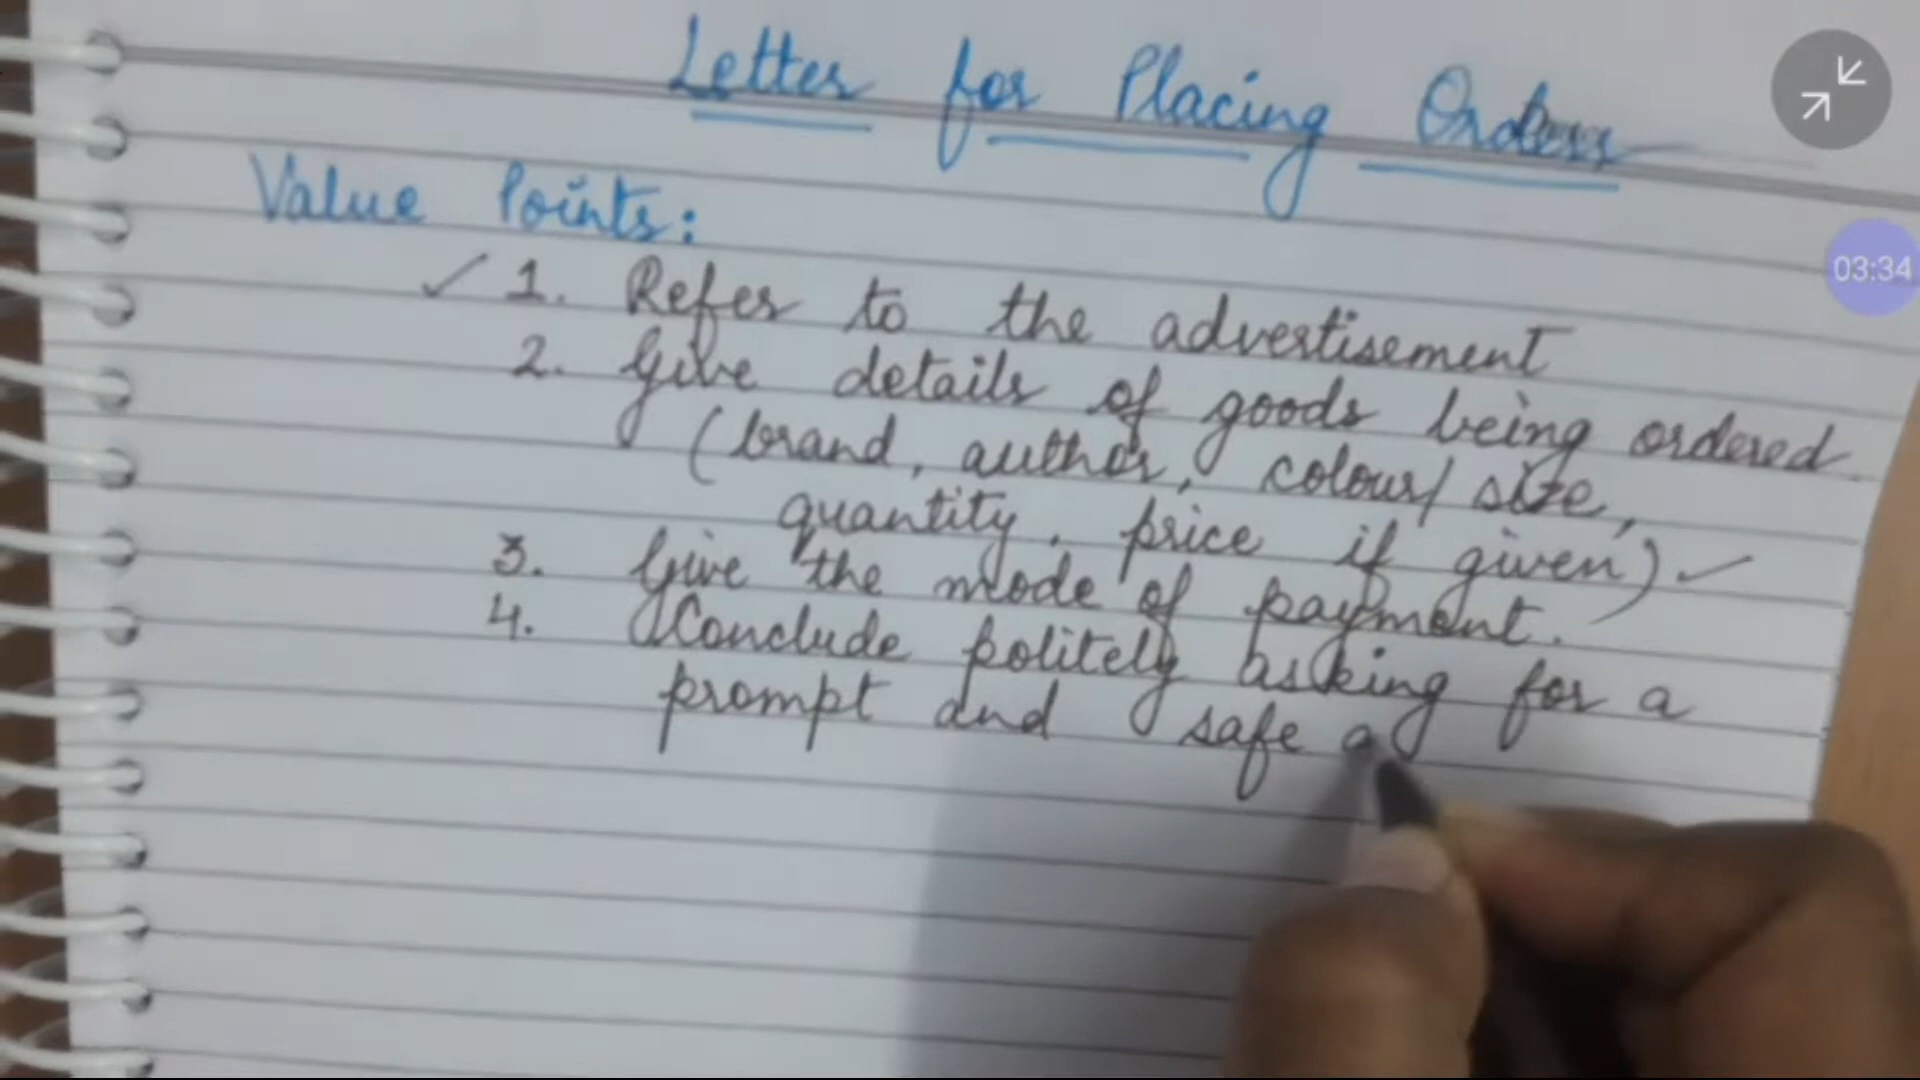 Letter for Placing Orders
03:34
Value Points:
1. Refer to the advertisement
2. Give details of goods being ordered
(brand, author, colour/ size,
quantity, price if given)
3. Give the mode of payment.
4. Conclude politely asking for a
prompt and safe a